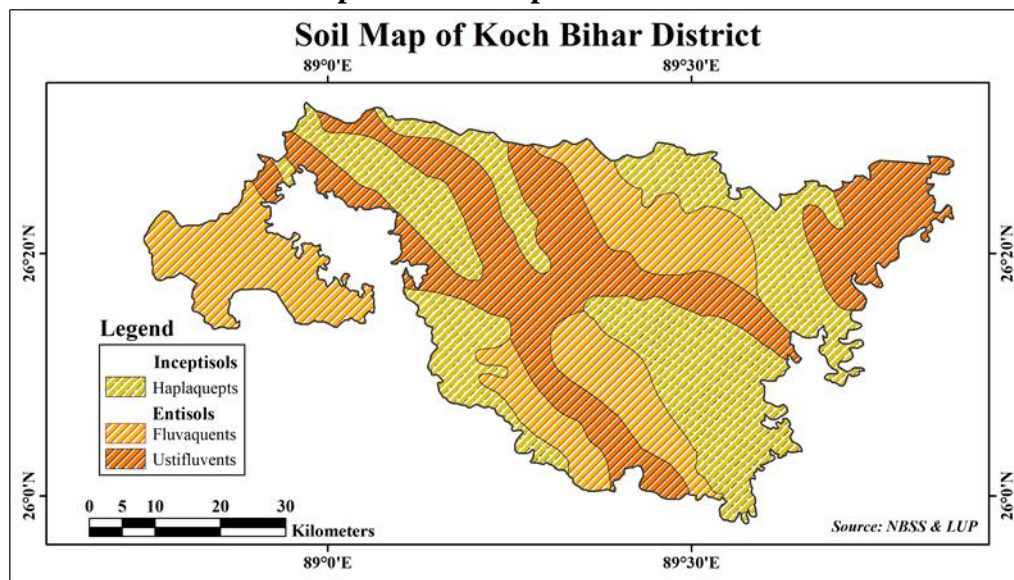 Soil Map of Koch Bihar District
89°0'E 89°30'E
26°20'N 26°20'N
Legend
Inceptisols
Haplaquepts
Entisols
Fluvaquents
Ustifluvents
26°0'N 26°0'N
0 5 10 20 30
Kilometers
Source: NBSS & LUP
89°0'E 89°30'E